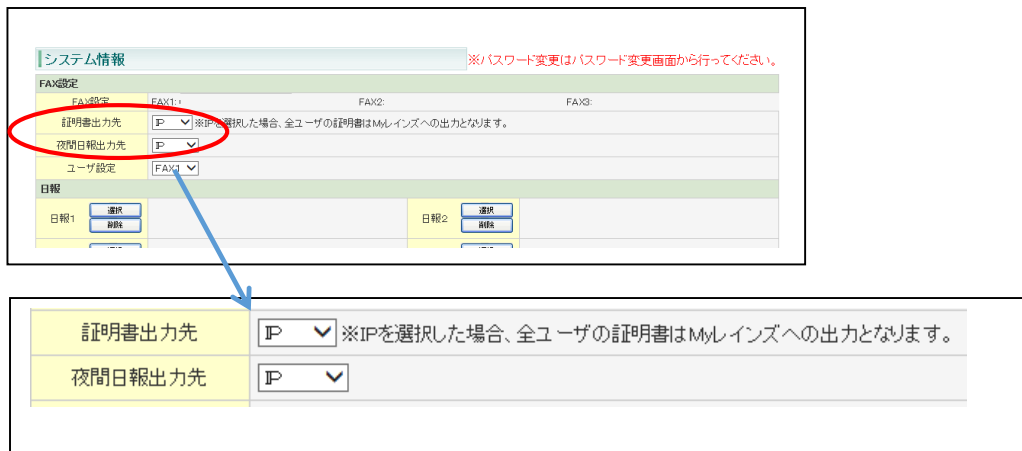 システム情報
※パスワード変更はパスワード変更画面から行ってください。
FAX設定
FAX設定 FAX1: FAX2: FAX3:
証明書出力先 IP ※IPを選択した場合、全ユーザの証明書はMyレインズへの出力となります。
夜間日報出力先 IP
ユーザ設定 FAX1
日報
日報1 選択 日報2 選択
削除 削除
証明書出力先 IP ※IPを選択した場合、全ユーザの証明書はMyレインズへの出力となります。
夜間日報出力先 IP